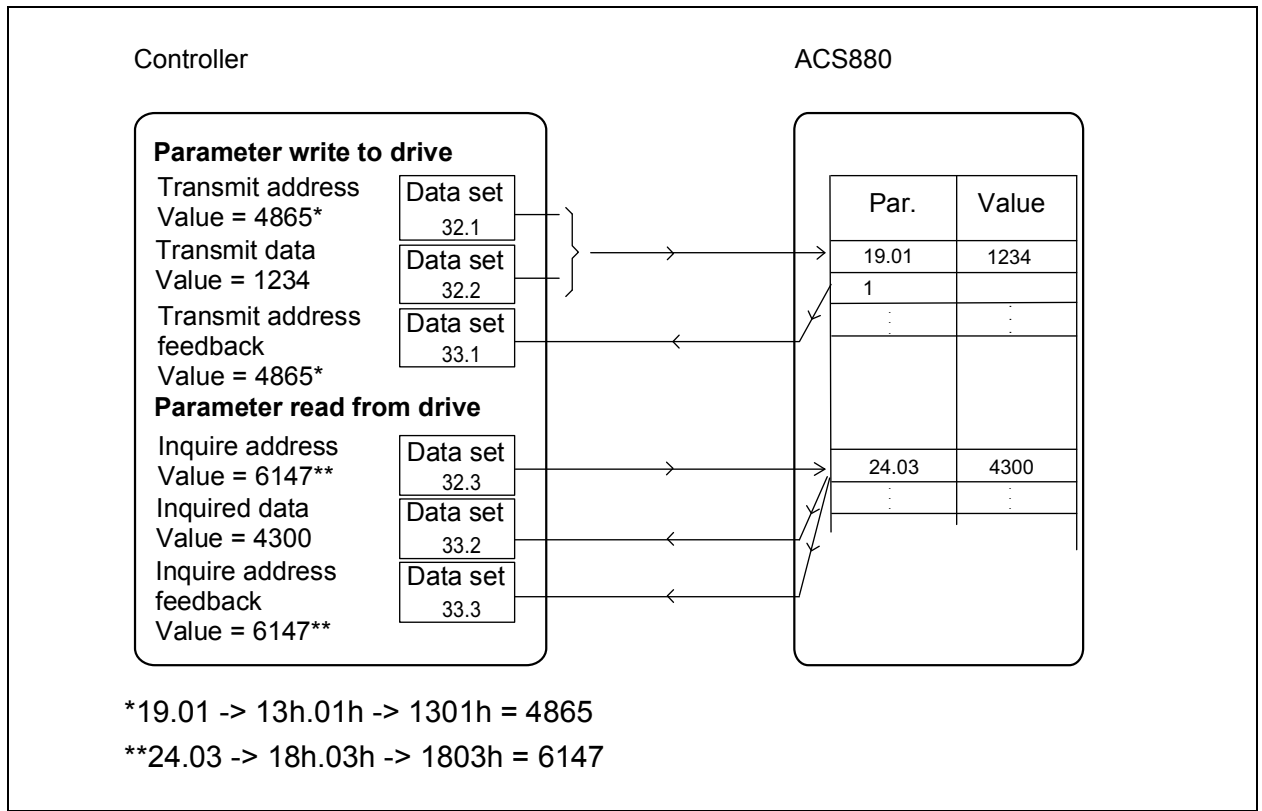 Controller
ACS880
Parameter write to drive
Transmit address
Value = 4865*
Data set
32.1
Transmit data
Value = 1234
Data set
32.2
Transmit address
feedback
Value = 4865*
Data set
33.1
Parameter read from drive
Inquire address
Value = 6147**
Data set
32.3
Inquired data
Value = 4300
Data set
33.2
Inquire address
feedback
Value = 6147**
Data set
33.3
Par. Value
19.01 1234
1
24.03 4300
*19.01 -> 13h.01h -> 1301h = 4865
**24.03 -> 18h.03h -> 1803h = 6147